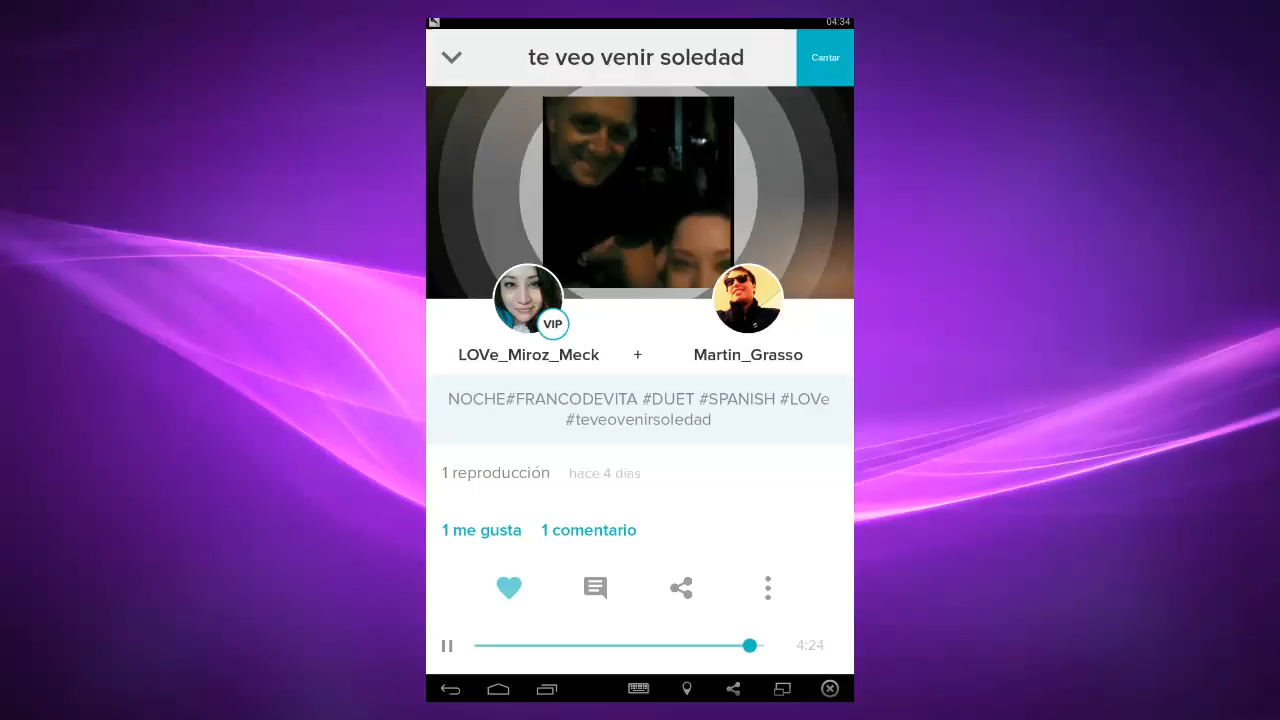 04:34
te veo venir soledad
Cantar
VIP
LOVe_Miroz_Meck + Martin_Grasso
NOCHE#FRANCODEVITA #DUET #SPANISH #LOVe
#teveovenirsoledad
1 reproducción hace 4 días
1 me gusta 1 comentario
4:24